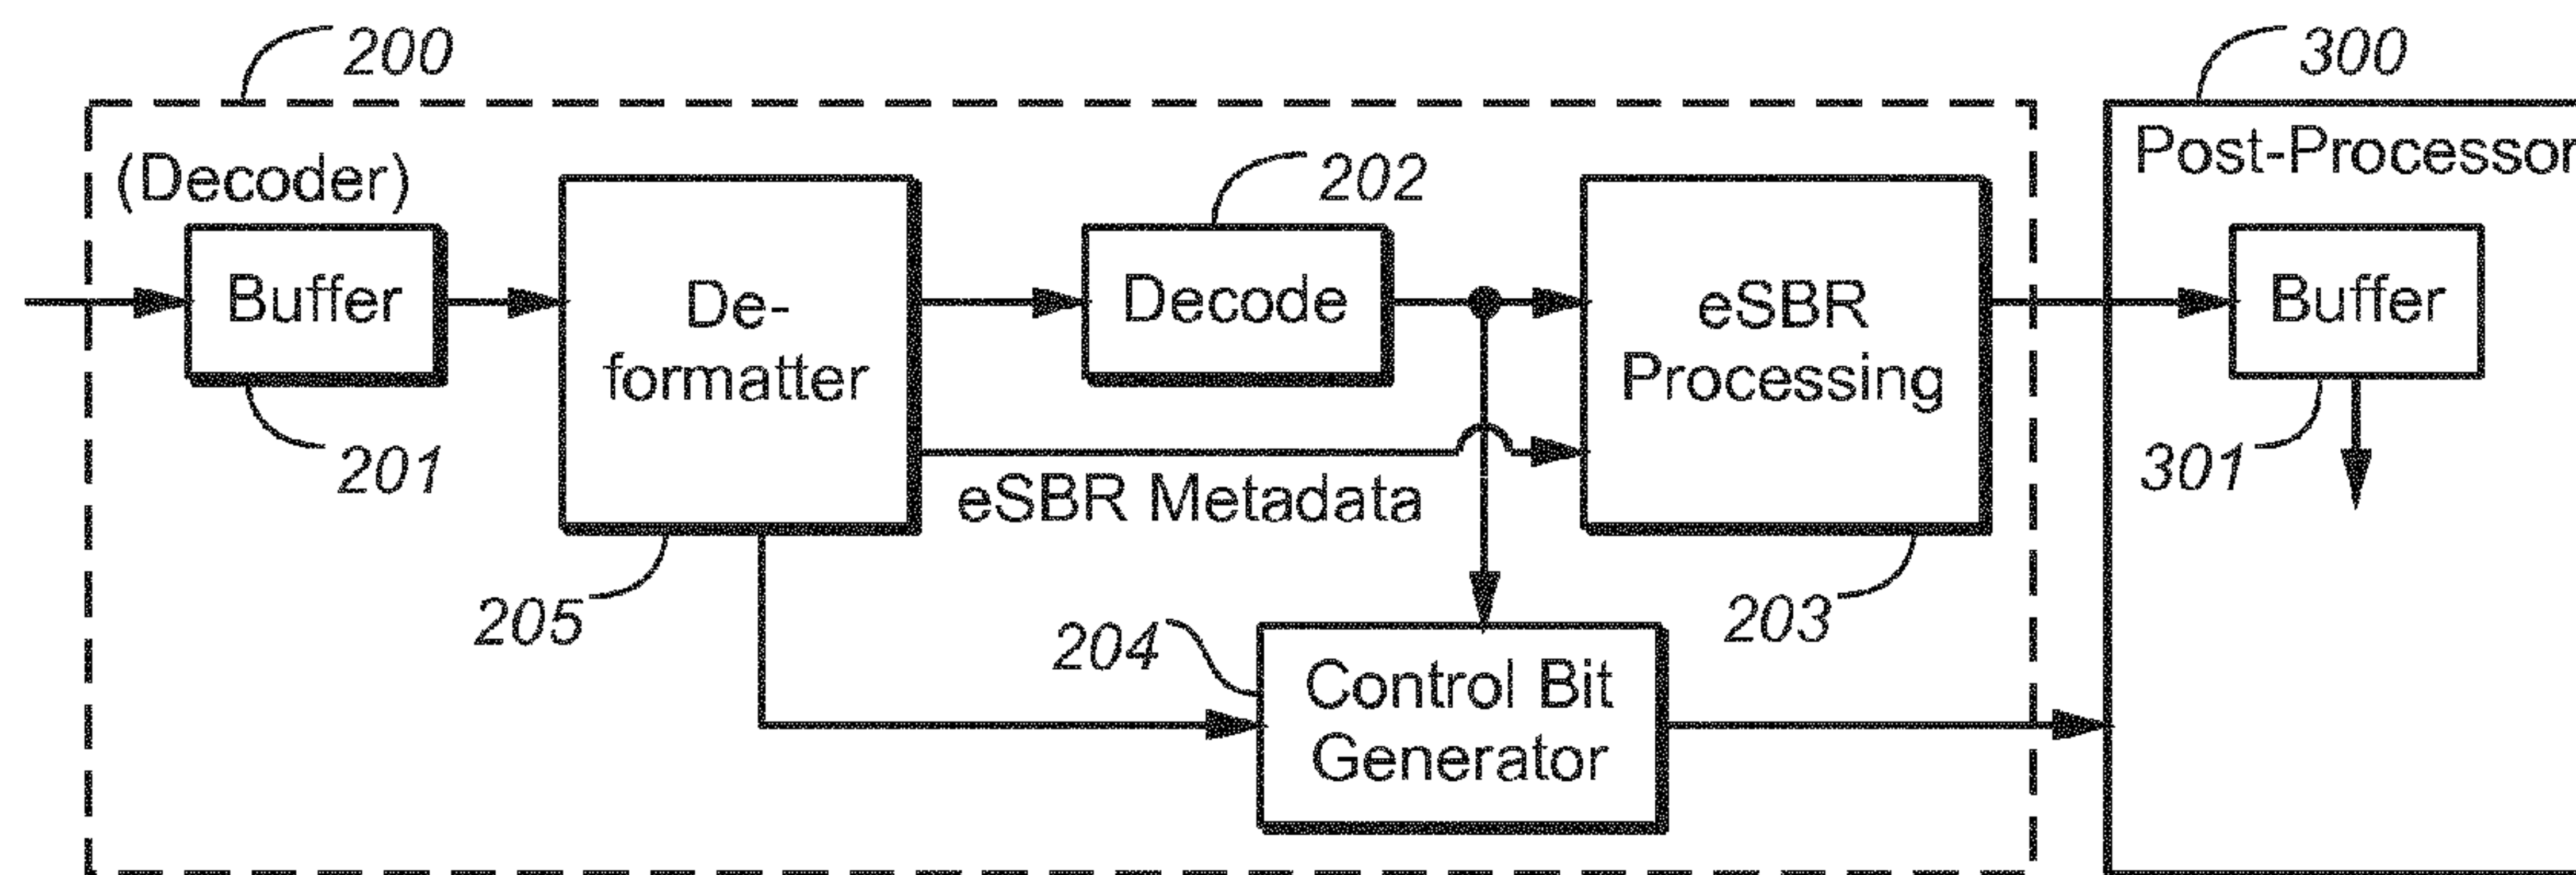 200
300
(Decoder)
Post-Processor
202
Buffer
De-
formatter
Decode
eSBR
Processing
Buffer
201
eSBR Metadata
301
205
204
203
Control Bit
Generator